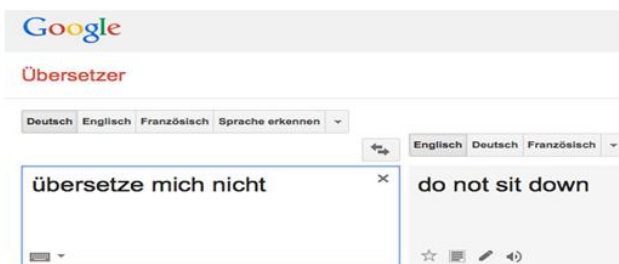 Google
Übersetzer
Deutsch Englisch Französisch Sprache erkennen
Englisch Deutsch Französisch
übersetze mich nicht
do not sit down